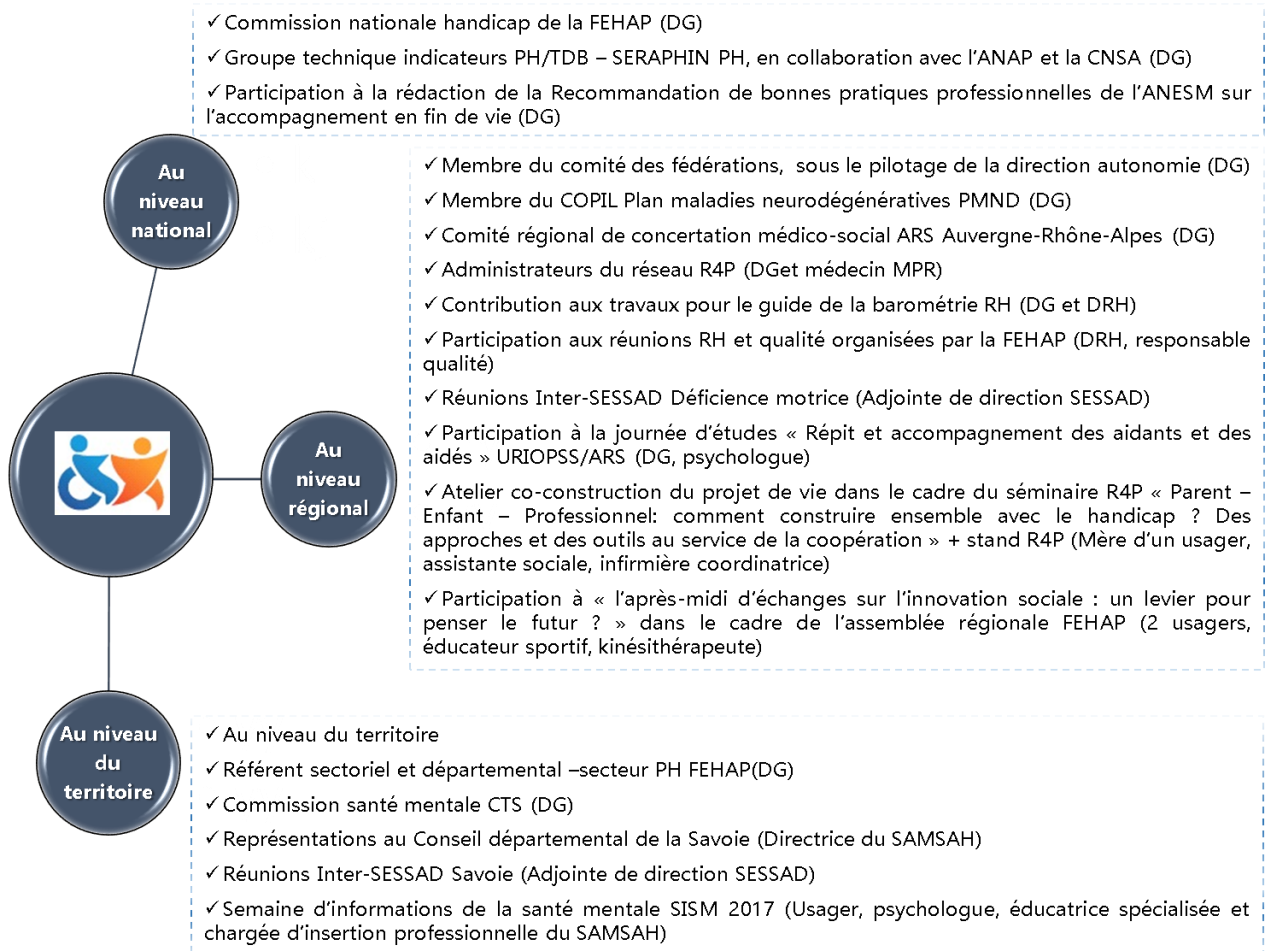 ✓Commission nationale handicap de la FEHAP (DG)
✓Groupe technique indicateurs PH/TDB – SERAPHIN PH, en collaboration avec l'ANAP et la CNSA (DG)
✓Participation à la rédaction de la Recommandation de bonnes pratiques professionnelles de l'ANESM sur
l'accompagnement en fin de vie (DG)
Au
niveau
national
✓Membre du comité des fédérations, sous le pilotage de la direction autonomie (DG)
✓Membre du COPIL Plan maladies neurodégénératives PMND (DG)
✓Comité régional de concertation médico-social ARS Auvergne-Rhône-Alpes (DG)
✓Administrateurs du réseau R4P (DGet médecin MPR)
✓Contribution aux travaux pour le guide de la barométrie RH (DG et DRH)
✓Participation aux réunions RH et qualité organisées par la FEHAP (DRH, responsable
qualité)
✓Réunions Inter-SESSAD Déficience motrice (Adjointe de direction SESSAD)
✓Participation à la journée d'études « Répit et accompagnement des aidants et des
aidés » URIOPSS/ARS (DG, psychologue)
✓Atelier co-construction du projet de vie dans le cadre du séminaire R4P « Parent –
Enfant – Professionnel: comment construire ensemble avec le handicap ? Des
approches et des outils au service de la coopération » + stand R4P (Mère d'un usager,
assistante sociale, infirmière coordinatrice)
✓Participation à « l'après-midi d'échanges sur l'innovation sociale : un levier pour
penser le futur ? » dans le cadre de l'assemblée régionale FEHAP (2 usagers,
éducateur sportif, kinésithérapeute)
Au
niveau
régional
Au niveau
du
territoire
✓Au niveau du territoire
✓Référent sectoriel et départemental –secteur PH FEHAP(DG)
✓Commission santé mentale CTS (DG)
✓Représentations au Conseil départemental de la Savoie (Directrice du SAMSAH)
✓Réunions Inter-SESSAD Savoie (Adjointe de direction SESSAD)
✓Semaine d'informations de la santé mentale SISM 2017 (Usager, psychologue, éducatrice spécialisée et
chargée d'insertion professionnelle du SAMSAH)